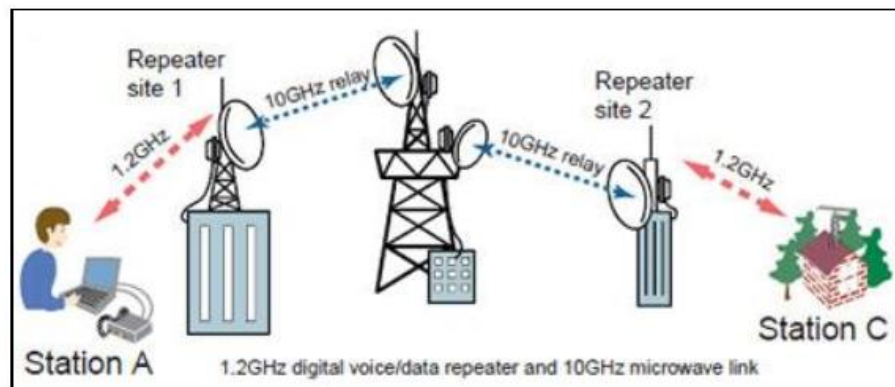 Repeater
site 1
10GHz relay
1.2GHz
10GHz relay
Repeater
site 2
1.2GHz
Station A
Station C
1.2GHz digital voice/data repeater and 10GHz microwave link